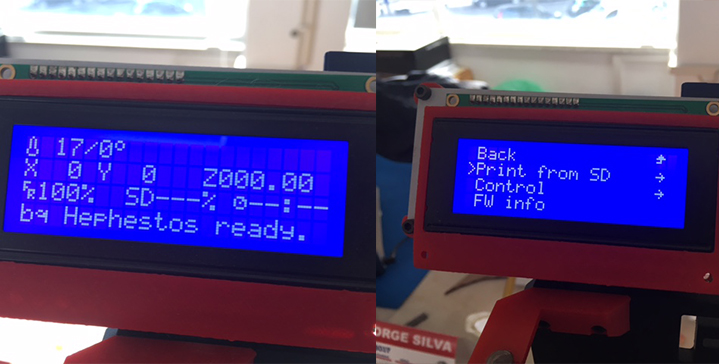 17/0°
X 0 Y 0 Z000.00
FR100% SD---% --:--
bq Hephestos ready.
Back
>Print from SD
Control
FW info
ORGE SILVA